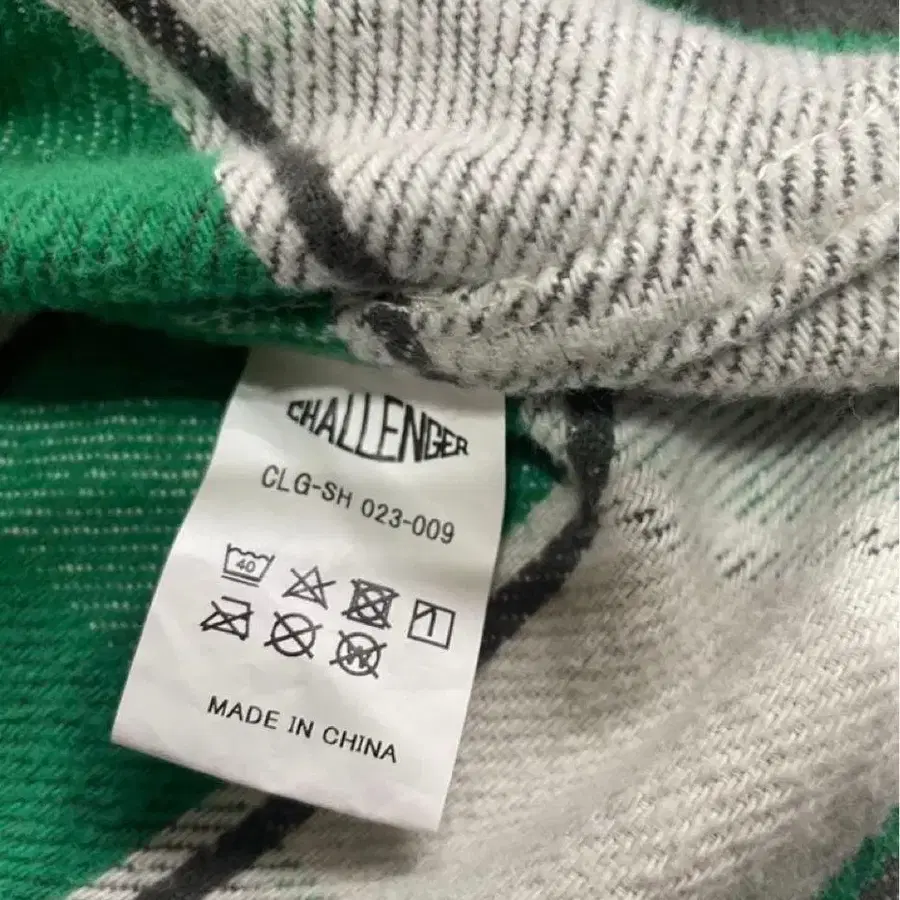 CHALLENGER
CLG-SH 023-009
40
W
MADE IN CHINA